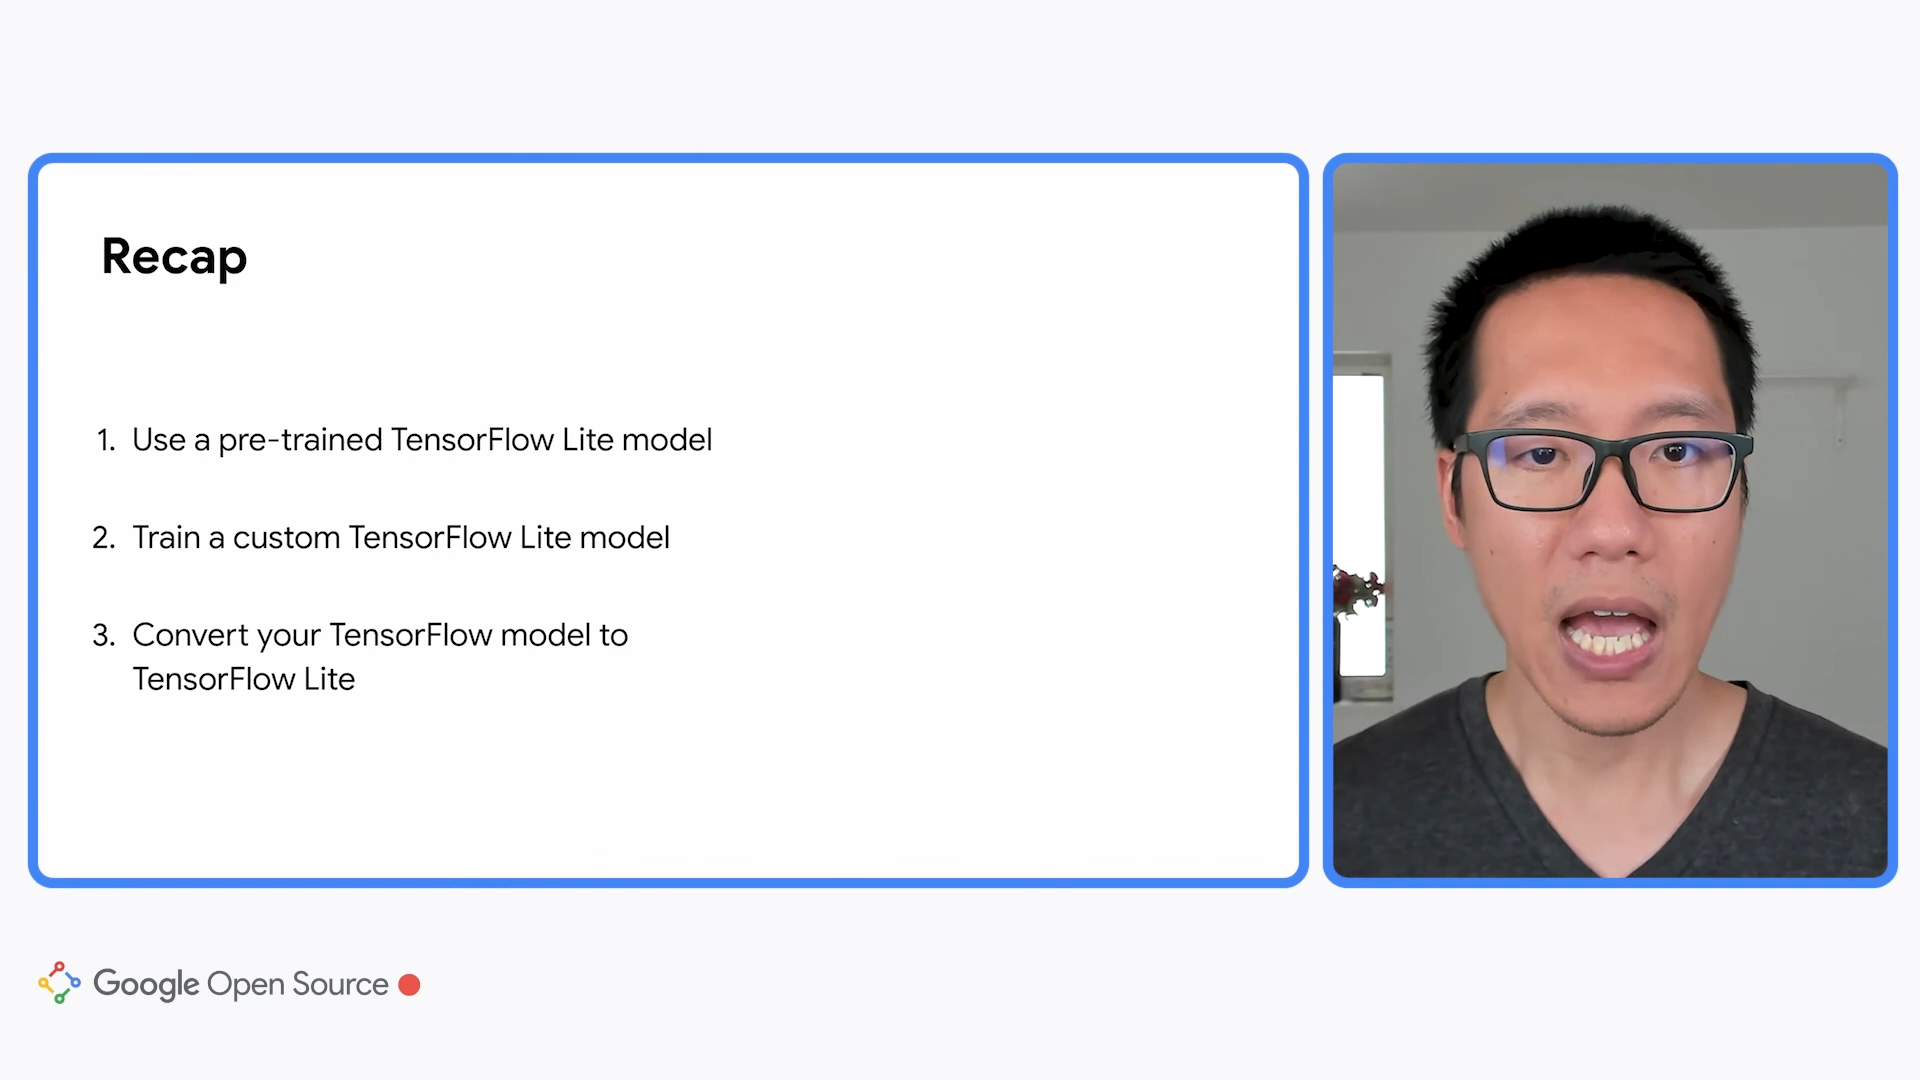 Recap
1. Use a pre-trained TensorFlow Lite model
2. Train a custom TensorFlow Lite model
3. Convert your TensorFlow model to
TensorFlow Lite
Google Open Source